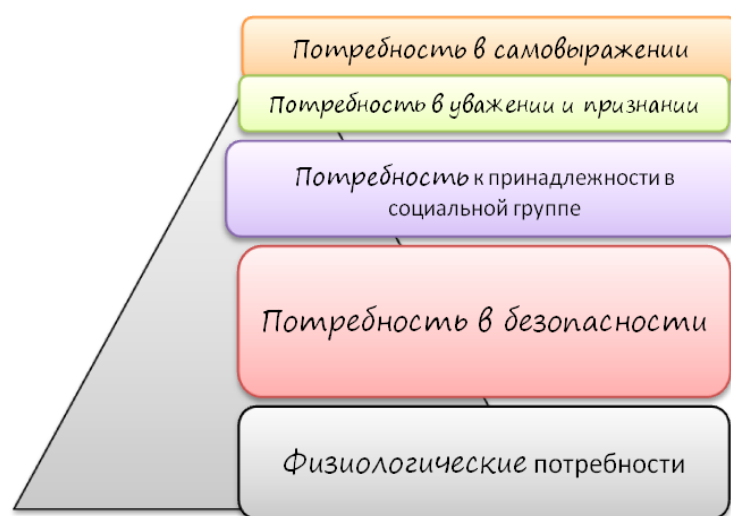 Потребность в самовыражении
Потребность в уважении и признании
Потребность к принадлежности в
социальной группе
Потребность в безопасности
Физиологические потребности